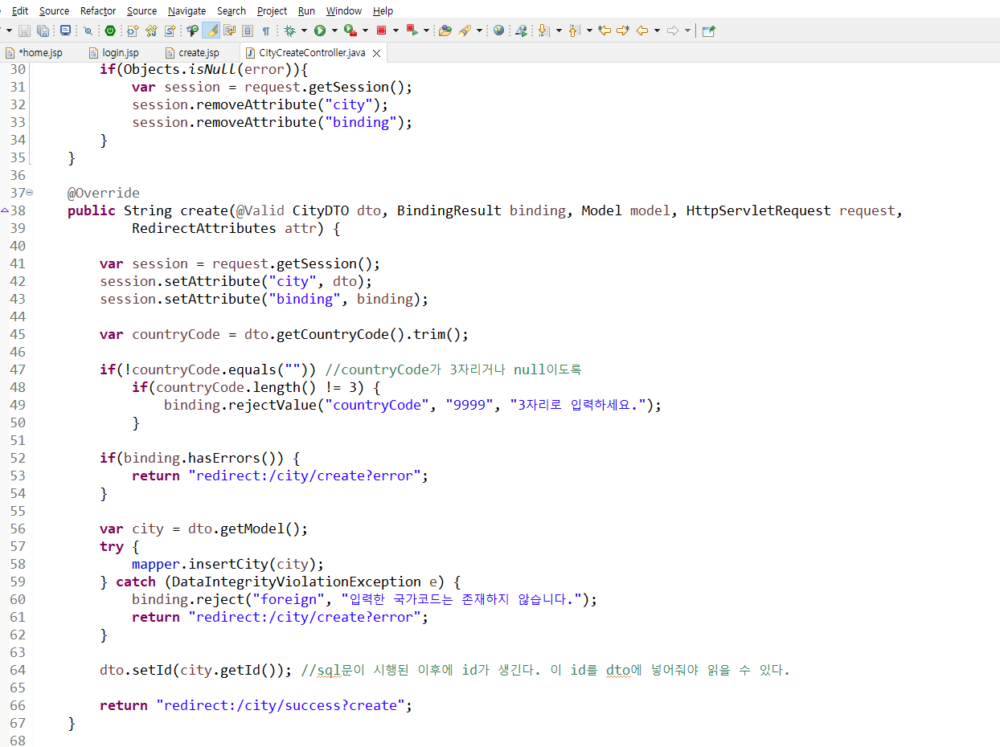 Edit Source Refactor Source Navigate Search Project Run Window Help
*home.jsp login.jsp create.jsp CityCreateController.java
30 if(Objects.isNull(error)){
31 var session = request.getSession();
32 session.removeAttribute("city");
33 session.removeAttribute("binding");
34 }
35 }
36
37 @Override
38 public String create(@Valid CityDTO dto, BindingResult binding, Model model, HttpServletRequest request,
39 RedirectAttributes attr) {
40
41 var session = request.getSession();
42 session.setAttribute("city", dto);
43 session.setAttribute("binding", binding);
44
45 var countryCode = dto.getCountryCode().trim();
46
47 if(!countryCode.equals("")) //countryCode가 3자리거나 null이도록
48 if(countryCode.length() != 3) {
49 binding.rejectValue("countryCode", "9999", "3자리로 입력하세요.");
50 }
51
52 if(binding.hasErrors()) {
53 return "redirect:/city/create?error";
54 }
55
56 var city = dto.getModel();
57 try {
58 mapper.insertCity(city);
59 } catch (DataIntegrityViolationException e) {
60 binding.reject("foreign", "입력한 국가코드는 존재하지 않습니다.");
61 return "redirect:/city/create?error";
62 }
63
64 dto.setId(city.getId()); //sql문이 시행된 이후에 id가 생긴다. 이 id를 dto에 넣어줘야 읽을 수 있다.
65
66 return "redirect:/city/success?create";
67 }
68